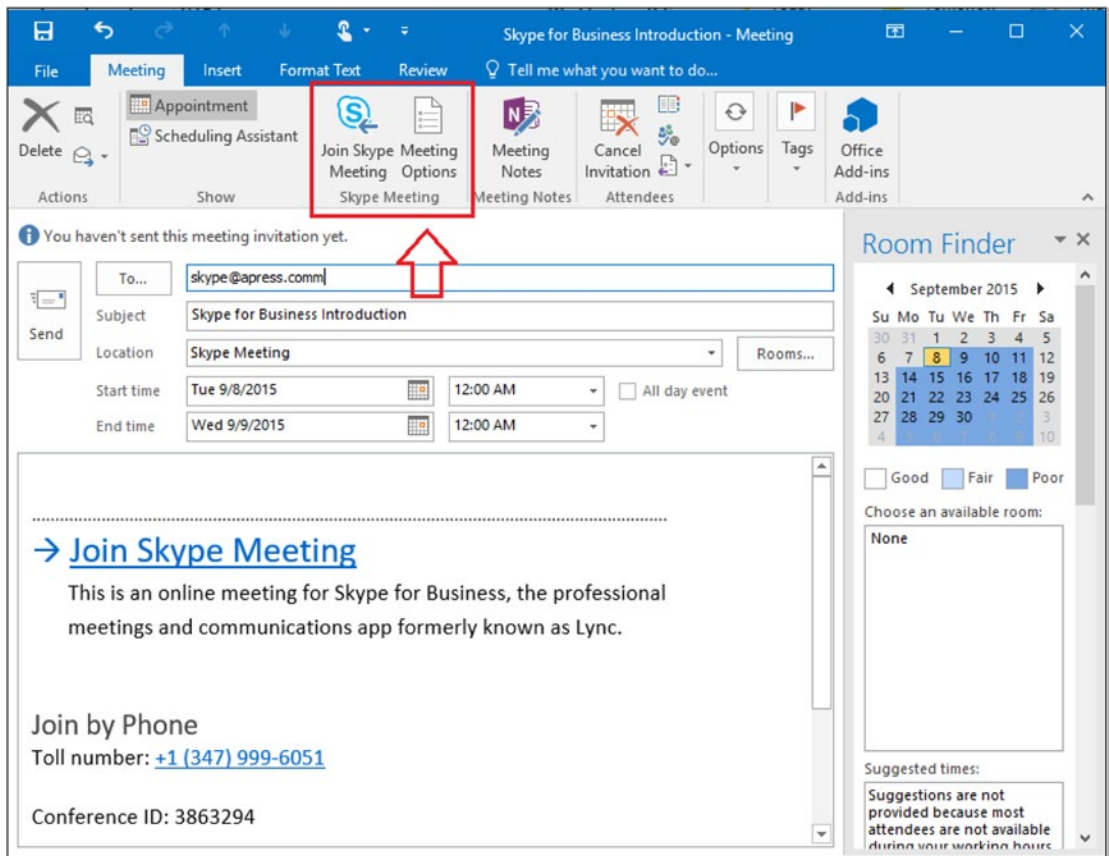 Skype for Business Introduction - Meeting
File Meeting Insert Format Text Review Tell me what you want to do...
Delete
Appointment
Scheduling Assistant
Join Skype Meeting
Meeting Options
Meeting Notes
Cancel Invitation
Options
Tags
Office Add-ins
Actions Show Skype Meeting Meeting Notes Attendees Add-ins
You haven't sent this meeting invitation yet.
Send
To... skype@apress.comm
Subject Skype for Business Introduction
Location Skype Meeting Rooms...
Start time Tue 9/8/2015 12:00 AM All day event
End time Wed 9/9/2015 12:00 AM
Join Skype Meeting
This is an online meeting for Skype for Business, the professional
meetings and communications app formerly known as Lync.
Join by Phone
Toll number: +1 (347) 999-6051
Conference ID: 3863294
Room Finder
September 2015
Su Mo Tu We Th Fr Sa
30 31 1 2 3 4 5
6 7 8 9 10 11 12
13 14 15 16 17 18 19
20 21 22 23 24 25 26
27 28 29 30 1 2 3
4 5 6 7 8 9 10
Good Fair Poor
Choose an available room:
None
Suggested times:
Suggestions are not
provided because most
attendees are not available
during your working hours